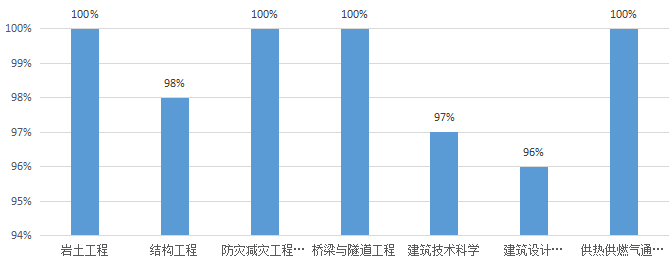 100%
98%
100%
100%
97%
96%
100%
100%
99%
98%
97%
96%
95%
94%
岩土工程
结构工程
防灾减灾工程…
桥梁与隧道工程
建筑技术科学
建筑设计…
供热供燃气通…